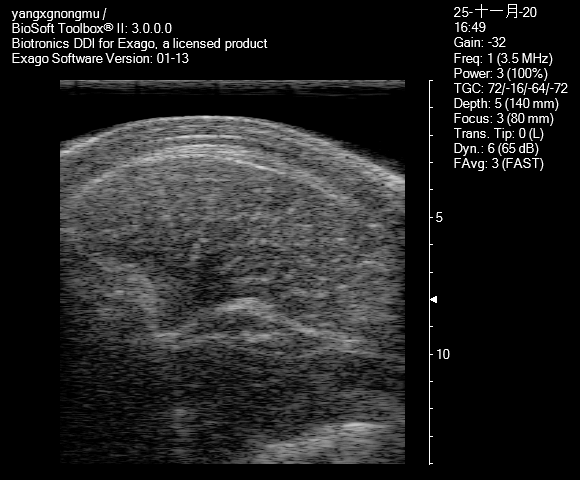 yangxgnongmu /
BioSoft Toolbox® II: 3.0.0.0
Biotronics DDI for Exago, a licensed product
Exago Software Version: 01-13
25-十一月-20
16:49
Gain: -32
Freq: 1 (3.5 MHz)
Power: 3 (100%)
TGC: 72/-16/-64/-72
Depth: 5 (140 mm)
Focus: 3 (80 mm)
Trans. Tip: 0 (L)
Dyn.: 6 (65 dB)
FAvg: 3 (FAST)
5
10